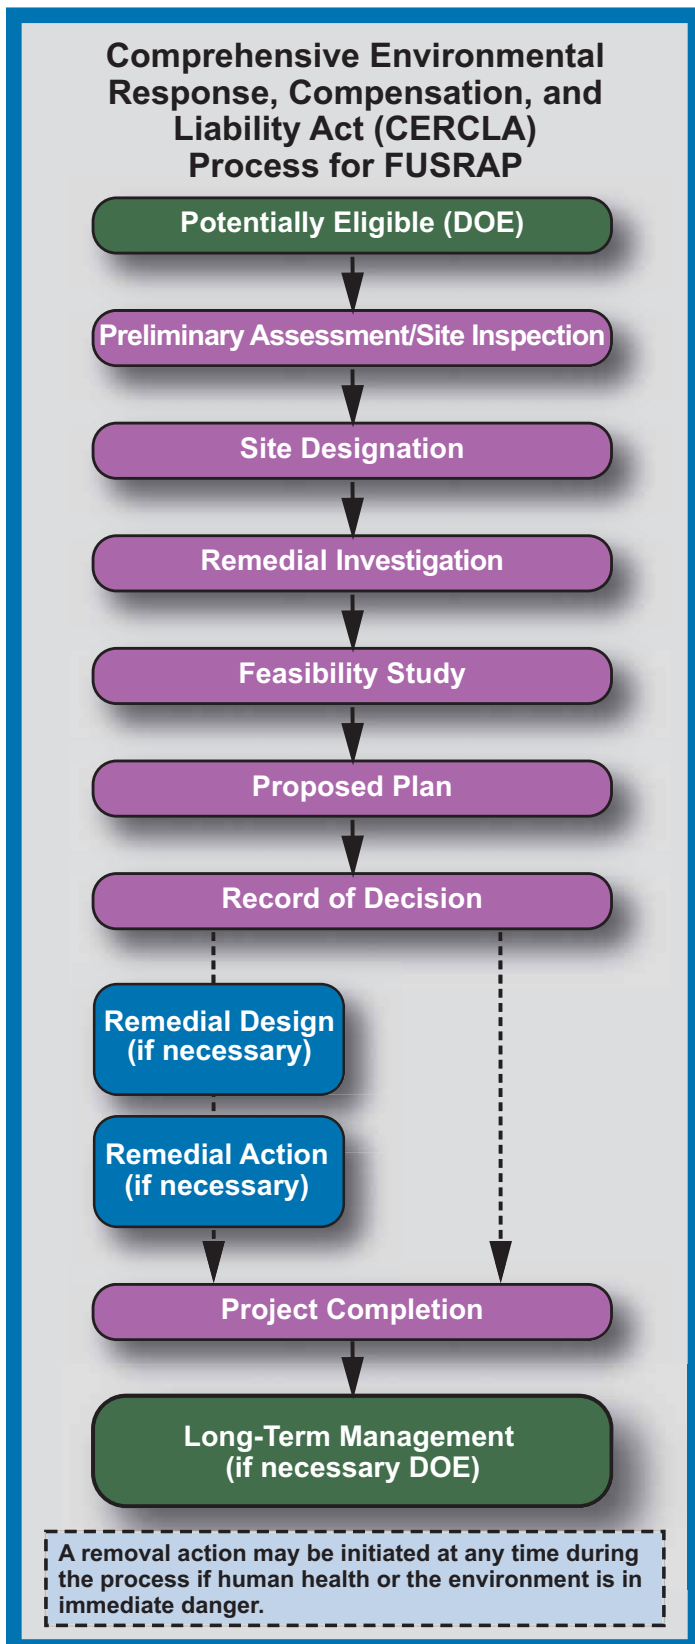 Comprehensive Environmental
Response, Compensation, and
Liability Act (CERCLA)
Process for FUSRAP
Potentially Eligible (DOE)
Preliminary Assessment/Site Inspection
Site Designation
Remedial Investigation
Feasibility Study
Proposed Plan
Record of Decision
Remedial Design
(if necessary)
Remedial Action
(if necessary)
Project Completion
Long-Term Management
(if necessary DOE)
A removal action may be initiated at any time during
the process if human health or the environment is in
immediate danger.